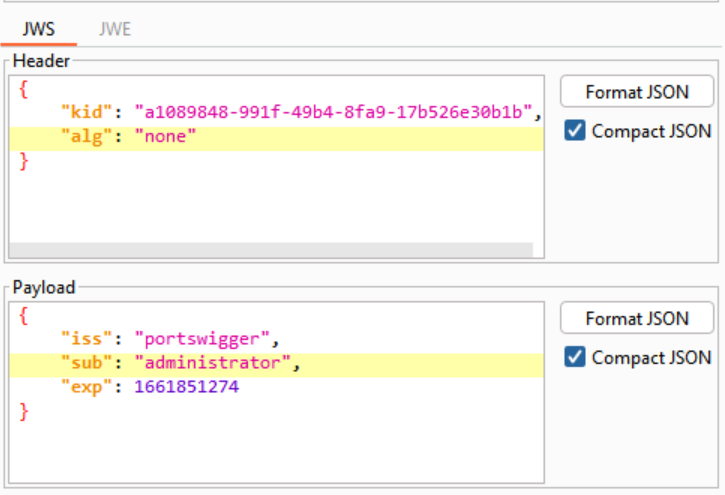 JWS JWE
Header
{
"kid": "a1089848-991f-49b4-8fa9-17b526e30b1b",
"alg": "none"
}
Format JSON
Compact JSON
Payload
{
"iss": "portswigger",
"sub": "administrator",
"exp": 1661851274
}
Format JSON
Compact JSON